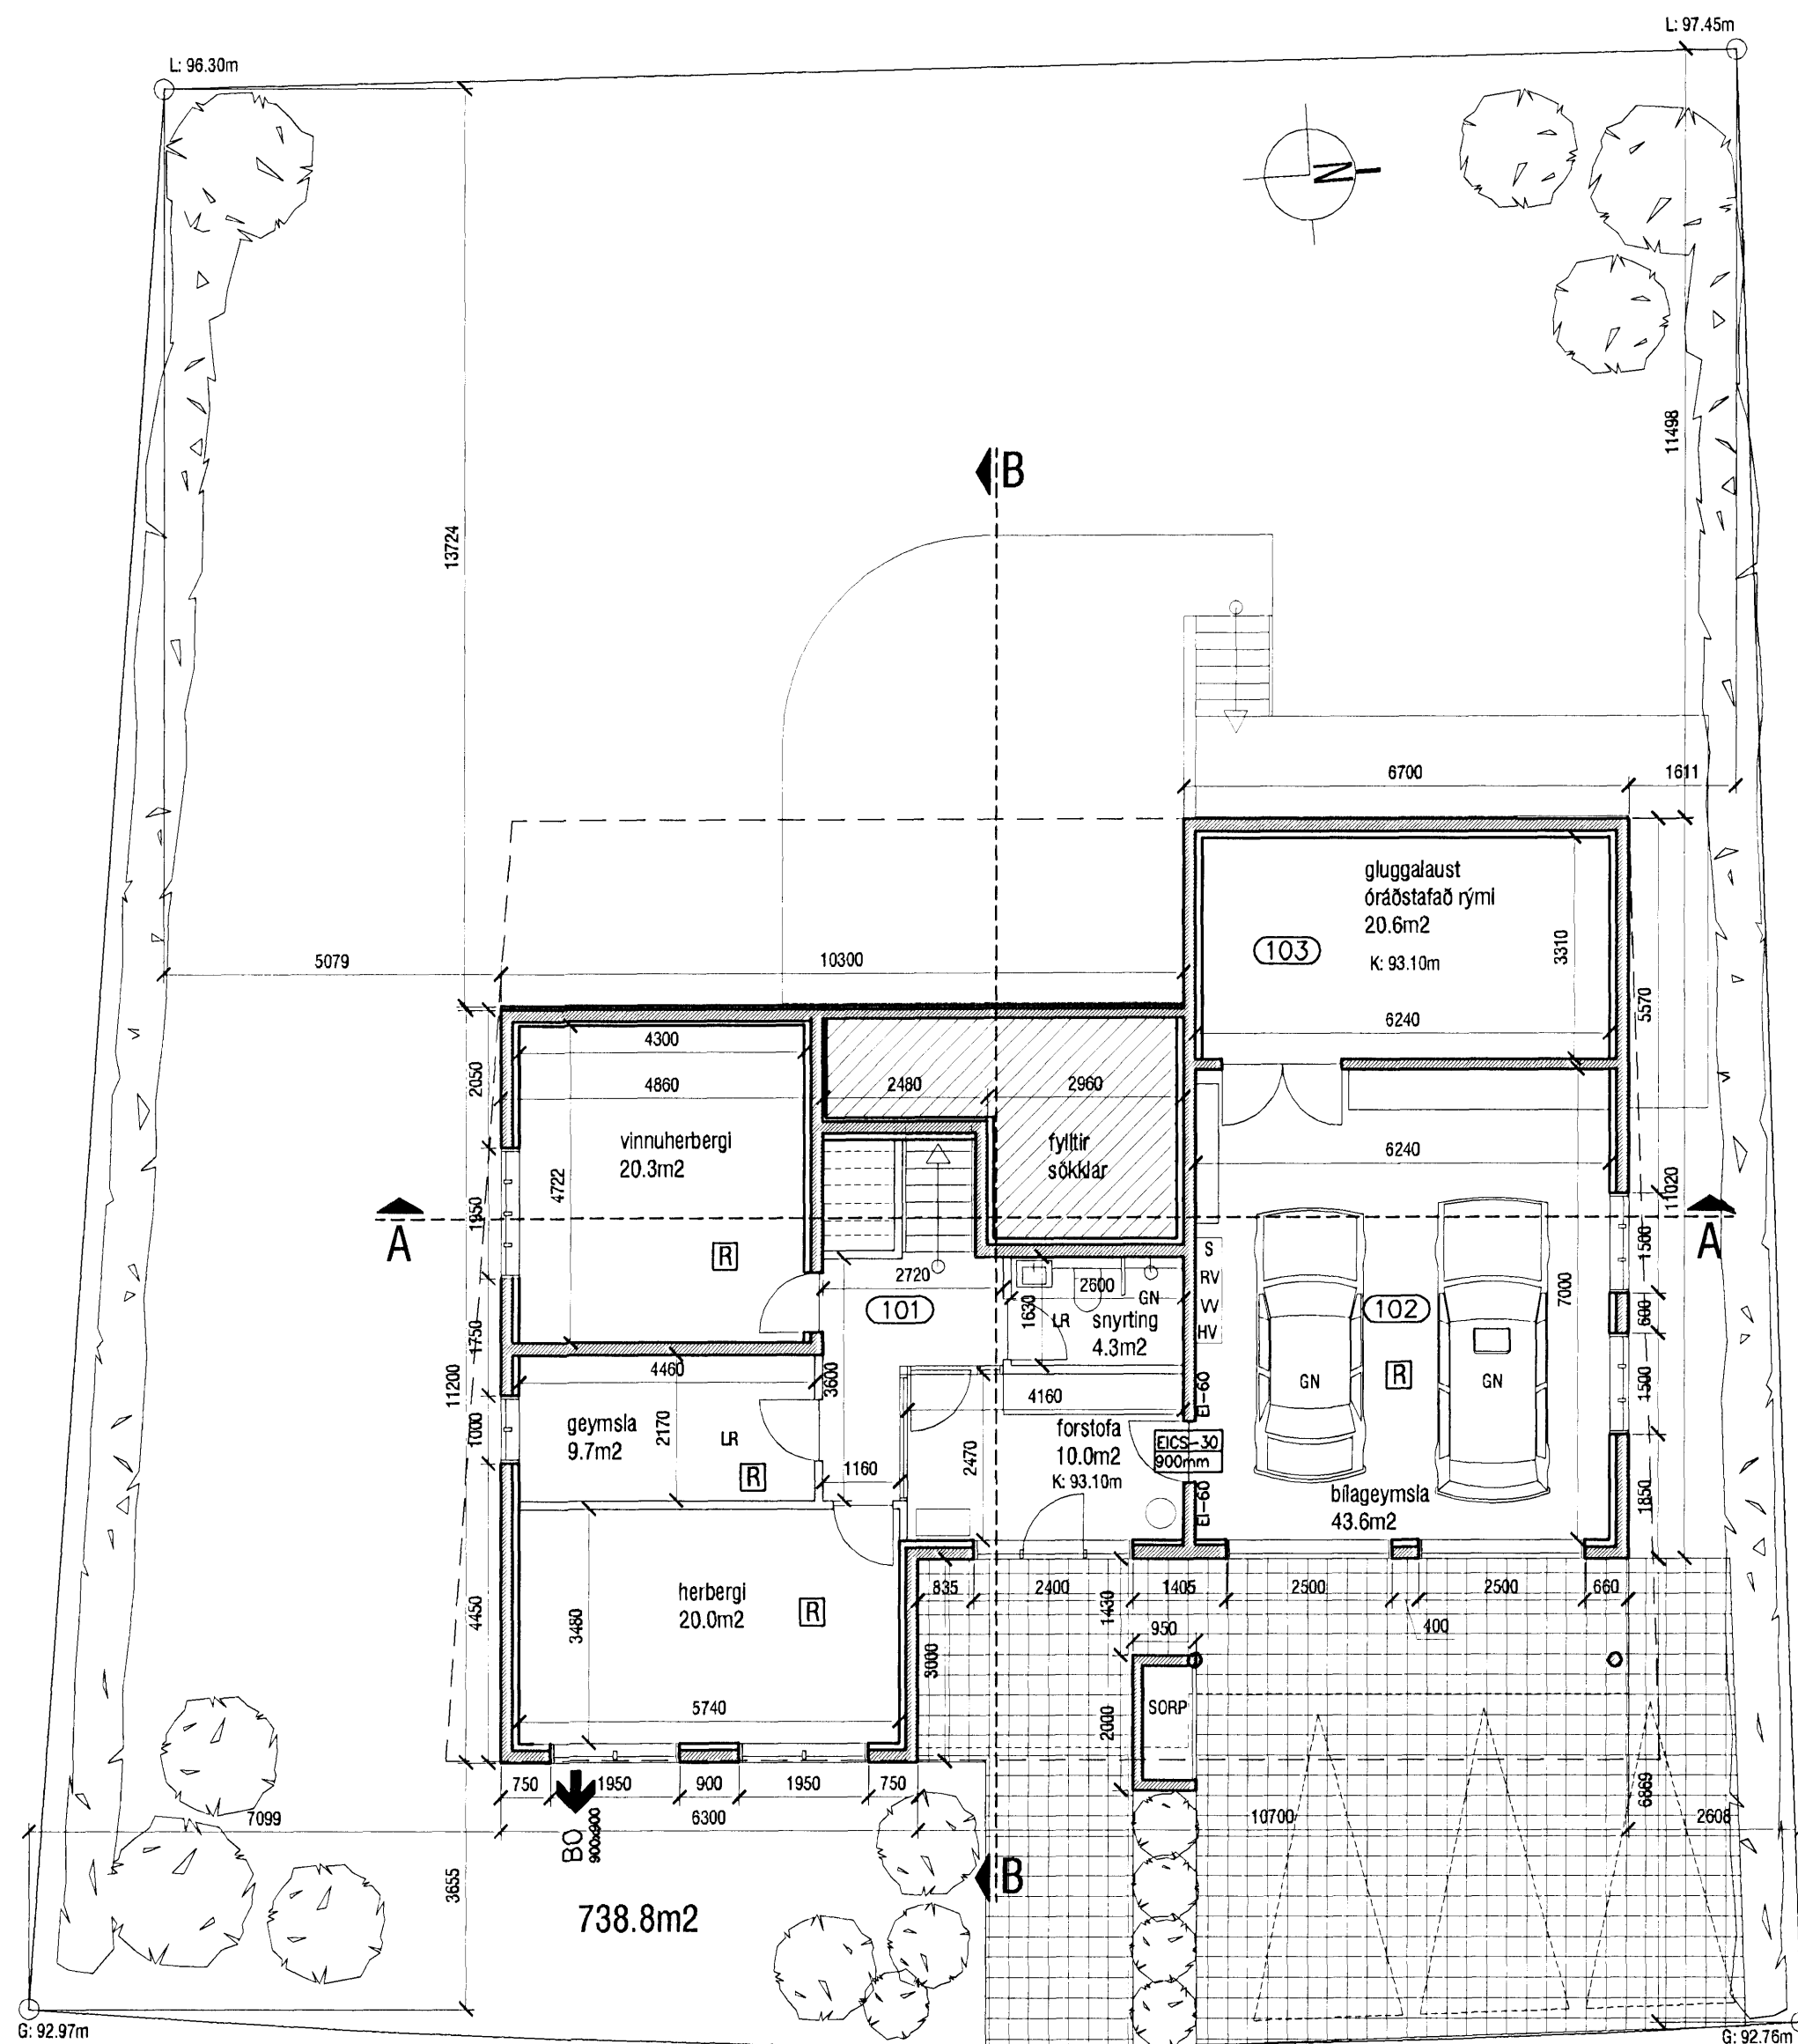 L: 97.45m
L: 96.30m
N
11498
B
13724
6700
1611
gluggalaust
óráðstafað rými
20.6m2
103
K: 93.10m
3310
5079
10300
5570
6240
4300
2050
4860
2480
2960
vinnuherbergi
20.3m2
fylltir
sökklar
6240
4722
1950
11020
A
A
R
S
1500
2720
2600
RV
7000
101
GN
VV
102
600
1630
LR
snyrting
4.3m2
HV
1750
4460
3600
11200
GN
R
GN
1500
EI-60
4160
geymsla
9.7m2
2170
LR
1000
forstofa
10.0m2
K: 93.10m
EICS-30
900mm
2470
R
1160
EI-60
bílageymsla
43.6m2
1850
herbergi
20.0m2
R
835
2400
1405
2500
2500
660
1430
400
4450
3480
950
3000
5740
SORP
2000
750
1950
900
1950
750
6869
7099
6300
10700
2608
BO
900x900
3655
B
738.8m2
G: 92.97m
G: 92.76m